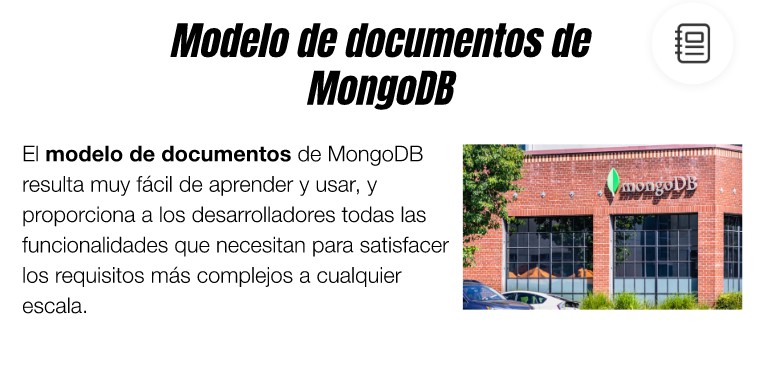 Modelo de documentos de
MongoDB
El modelo de documentos de MongoDB
resulta muy fácil de aprender y usar, y
proporciona a los desarrolladores todas las
funcionalidades que necesitan para satisfacer
los requisitos más complejos a cualquier
escala.
mongoDB